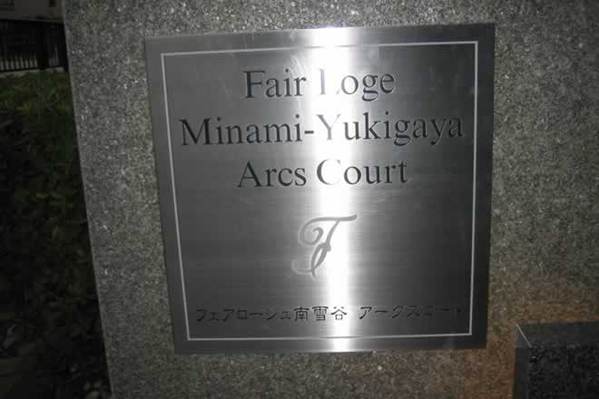 Fair Loge
Minami-Yukigaya
Arcs Court
F
フェアロージュ南雪谷 アークスコート